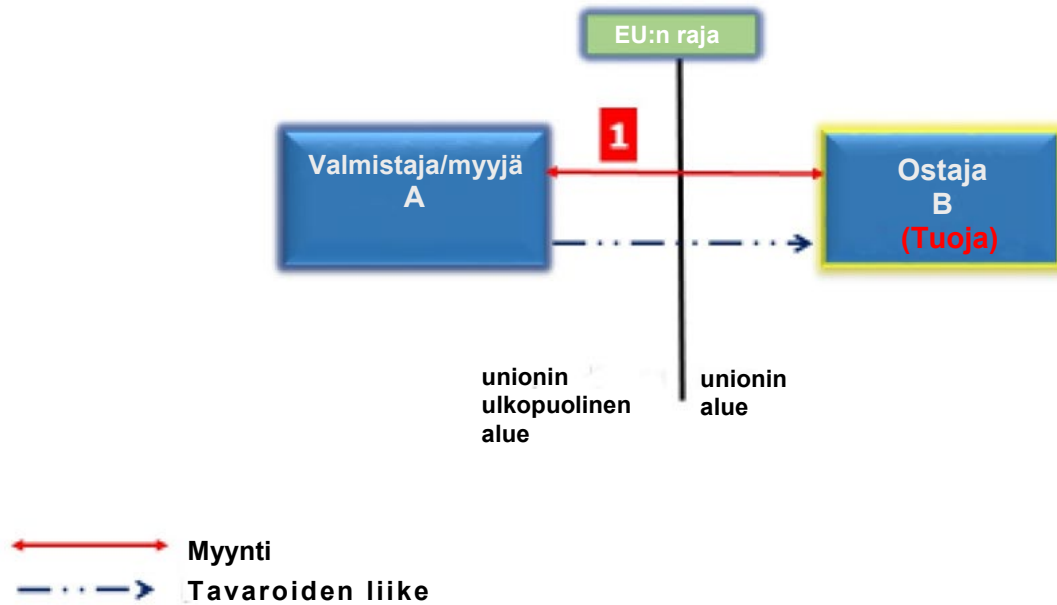 EU:n raja
1
Valmistaja/myyjä
A
Ostaja
B
(Tuoja)
unionin
ulkopuolinen
alue
unionin
alue
Myynti
Tavaroiden liike